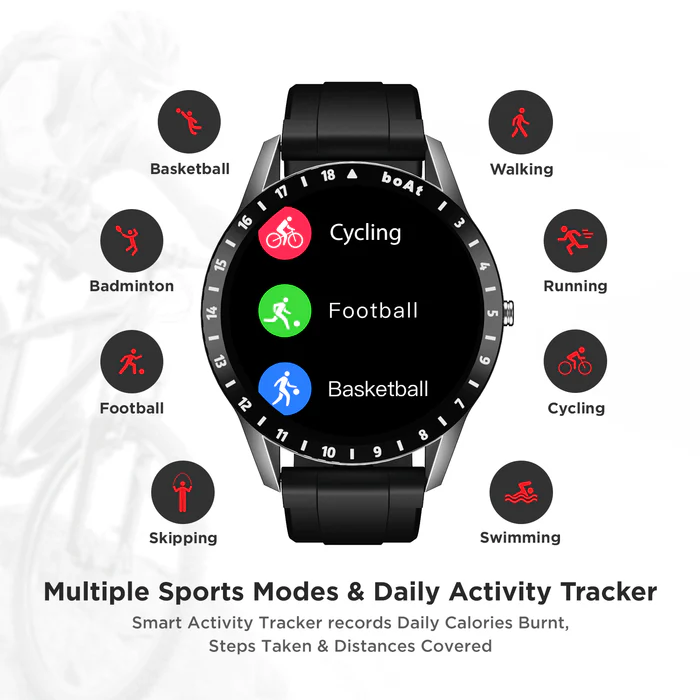 Basketball
Walking
Badminton
Running
Football
Cycling
Skipping
Swimming
boAt
3
4
5
6
7
8
9
10
11
12
13
14
15
16
17
18
Cycling
Football
Basketball
Multiple Sports Modes & Daily Activity Tracker
Smart Activity Tracker records Daily Calories Burnt,
Steps Taken & Distances Covered